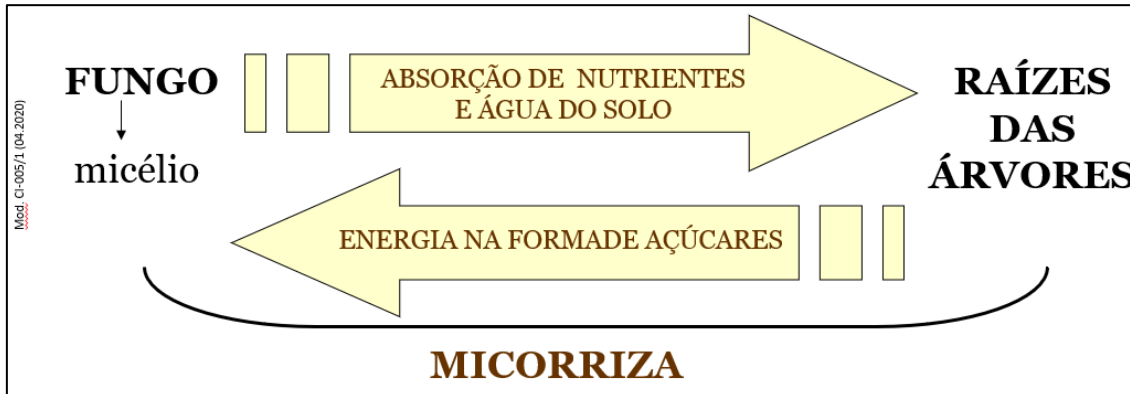 Mod. CI-005/1 (04.2020)
FUNGO
micélio
ABSORÇÃO DE NUTRIENTES
E ÁGUA DO SOLO
RAÍZES
DAS
ÁRVORES
ENERGIA NA FORMADE AÇÚCARES
MICORRIZA